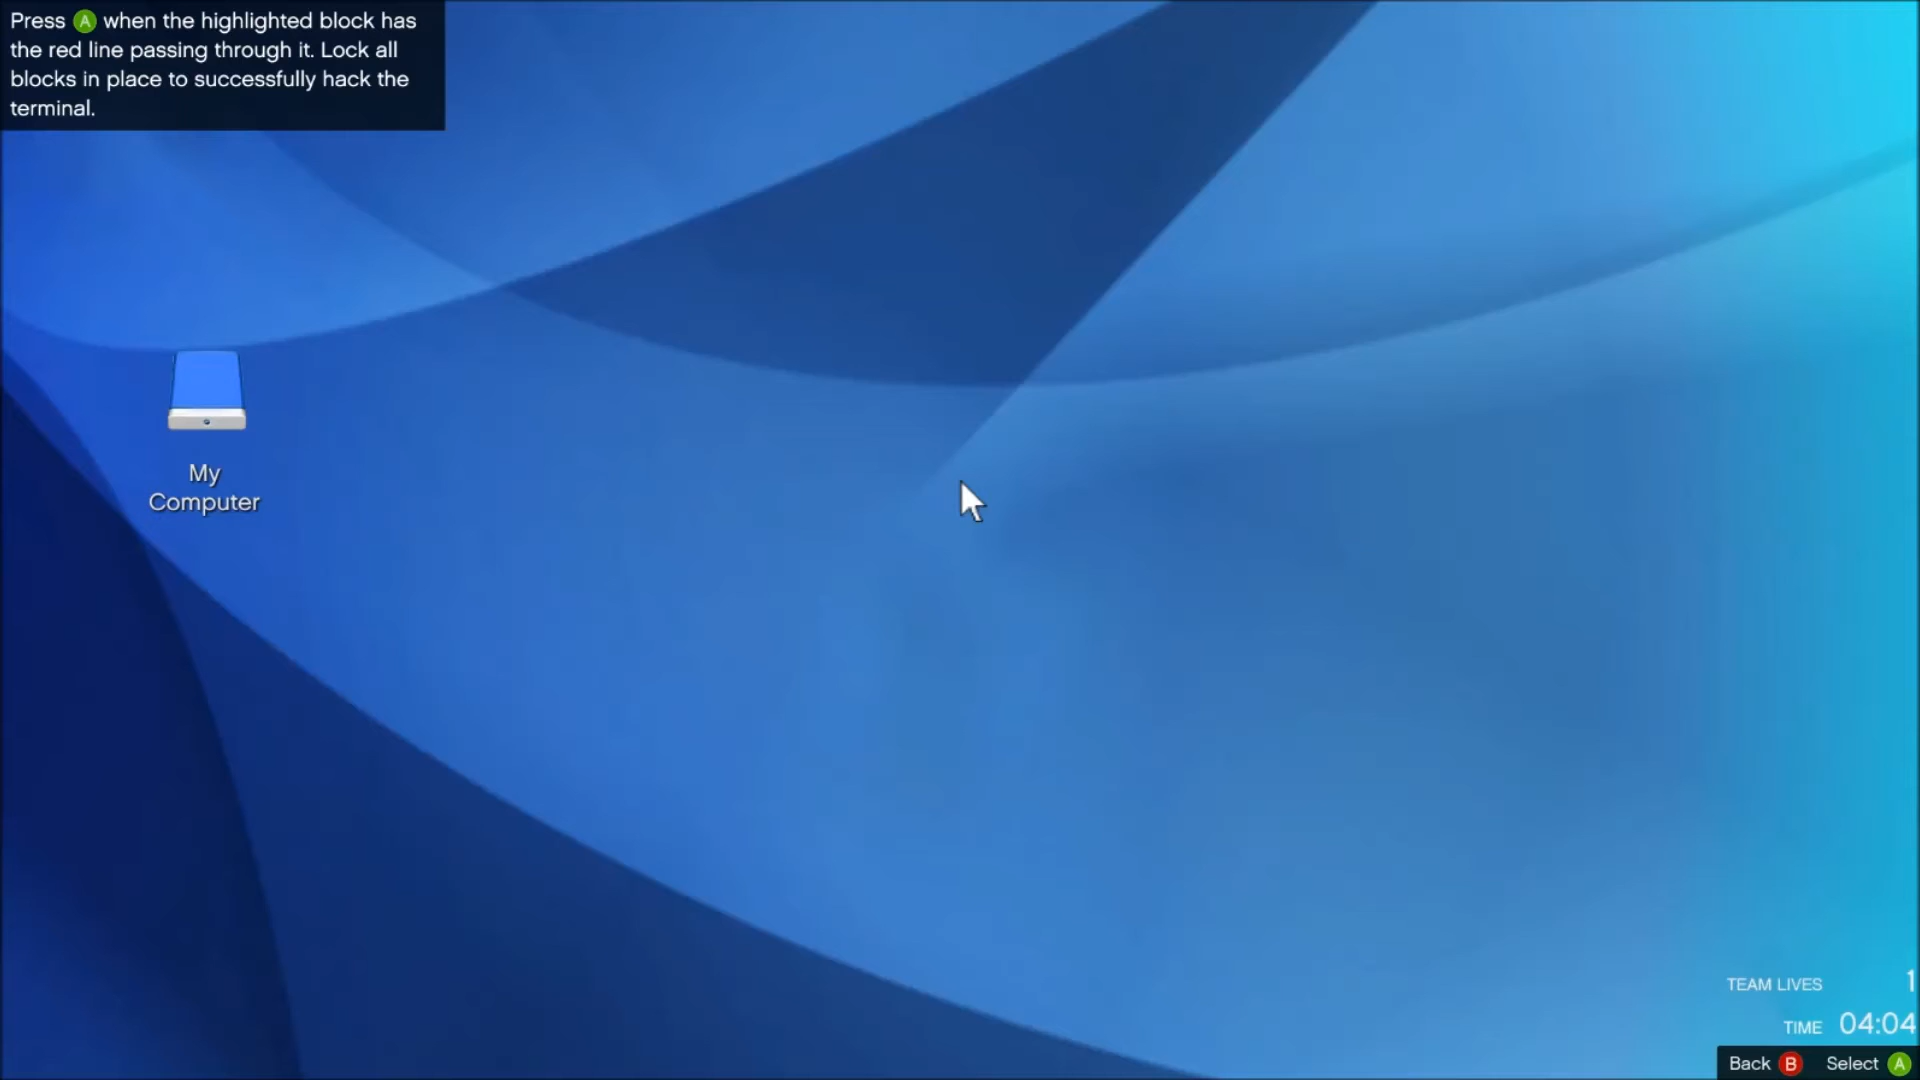 Press A when the highlighted block has
the red line passing through it. Lock all
blocks in place to successfully hack the
terminal.
My
Computer
TEAM LIVES 1
TIME 04:04
Back B Select A